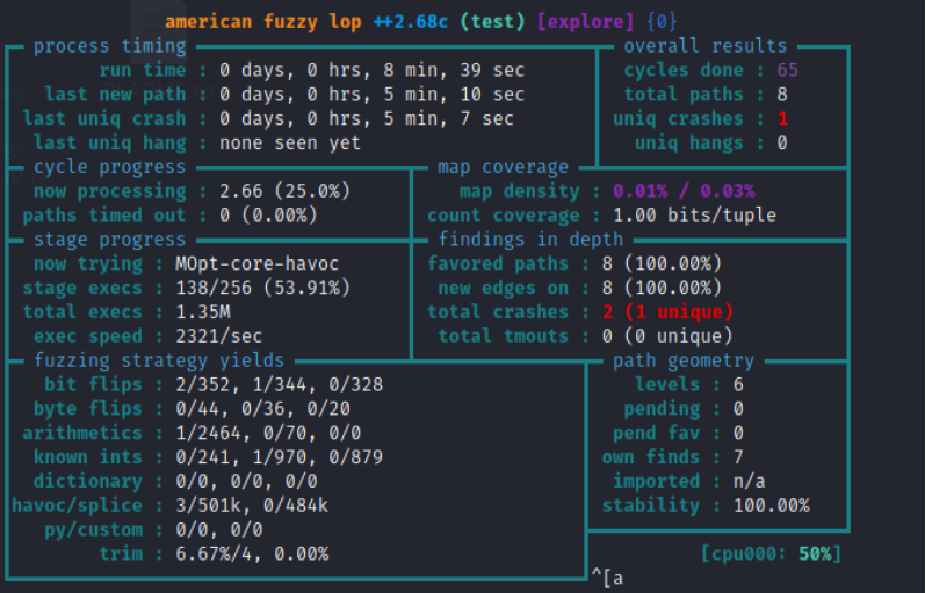 american fuzzy lop ++2.68c (test) [explore] {0}
process timing overall results
run time : 0 days, 0 hrs, 8 min, 39 sec cycles done : 65
last new path : 0 days, 0 hrs, 5 min, 10 sec total paths : 8
last uniq crash : 0 days, 0 hrs, 5 min, 7 sec uniq crashes : 1
last uniq hang : none seen yet uniq hangs : 0
cycle progress map coverage
now processing : 2.66 (25.0%) map density : 0.01% / 0.03%
paths timed out : 0 (0.00%) count coverage : 1.00 bits/tuple
stage progress findings in depth
now trying : MOpt-core-havoc favored paths : 8 (100.00%)
stage execs : 138/256 (53.91%) new edges on : 8 (100.00%)
total execs : 1.35M total crashes : 2 (1 unique)
exec speed : 2321/sec total tmouts : 0 (0 unique)
fuzzing strategy yields path geometry
bit flips : 2/352, 1/344, 0/328 levels : 6
byte flips : 0/44, 0/36, 0/20 pending : 0
arithmetics : 1/2464, 0/70, 0/0 pend fav : 0
known ints : 0/241, 1/970, 0/879 own finds : 7
dictionary : 0/0, 0/0, 0/0 imported : n/a
havoc/splice : 3/501k, 0/484k stability : 100.00%
py/custom : 0/0, 0/0
trim : 6.67%/4, 0.00% [cpu000: 50%]
^[a